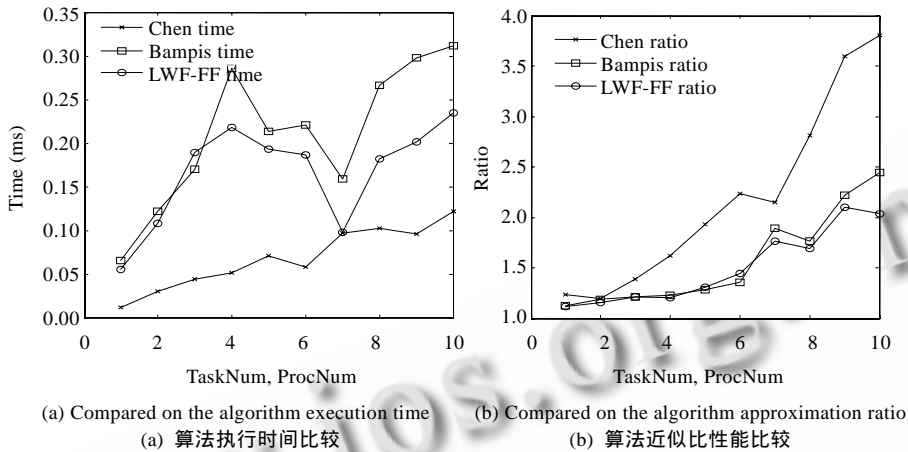 0.35
0.30
0.25
0.20
0.15
0.10
0.05
0.00
Time (ms)
Chen time
Bampis time
LWF-FF time
0 2 4 6 8 10
TaskNum, ProcNum
(a) Compared on the algorithm execution time
(a) 算法执行时间比较
4.0
3.5
3.0
2.5
2.0
1.5
1.0
Ratio
Chen ratio
Bampis ratio
LWF-FF ratio
0 2 4 6 8 10
TaskNum, ProcNum
(b) Compared on the algorithm approximation ratio
(b) 算法近似比性能比较